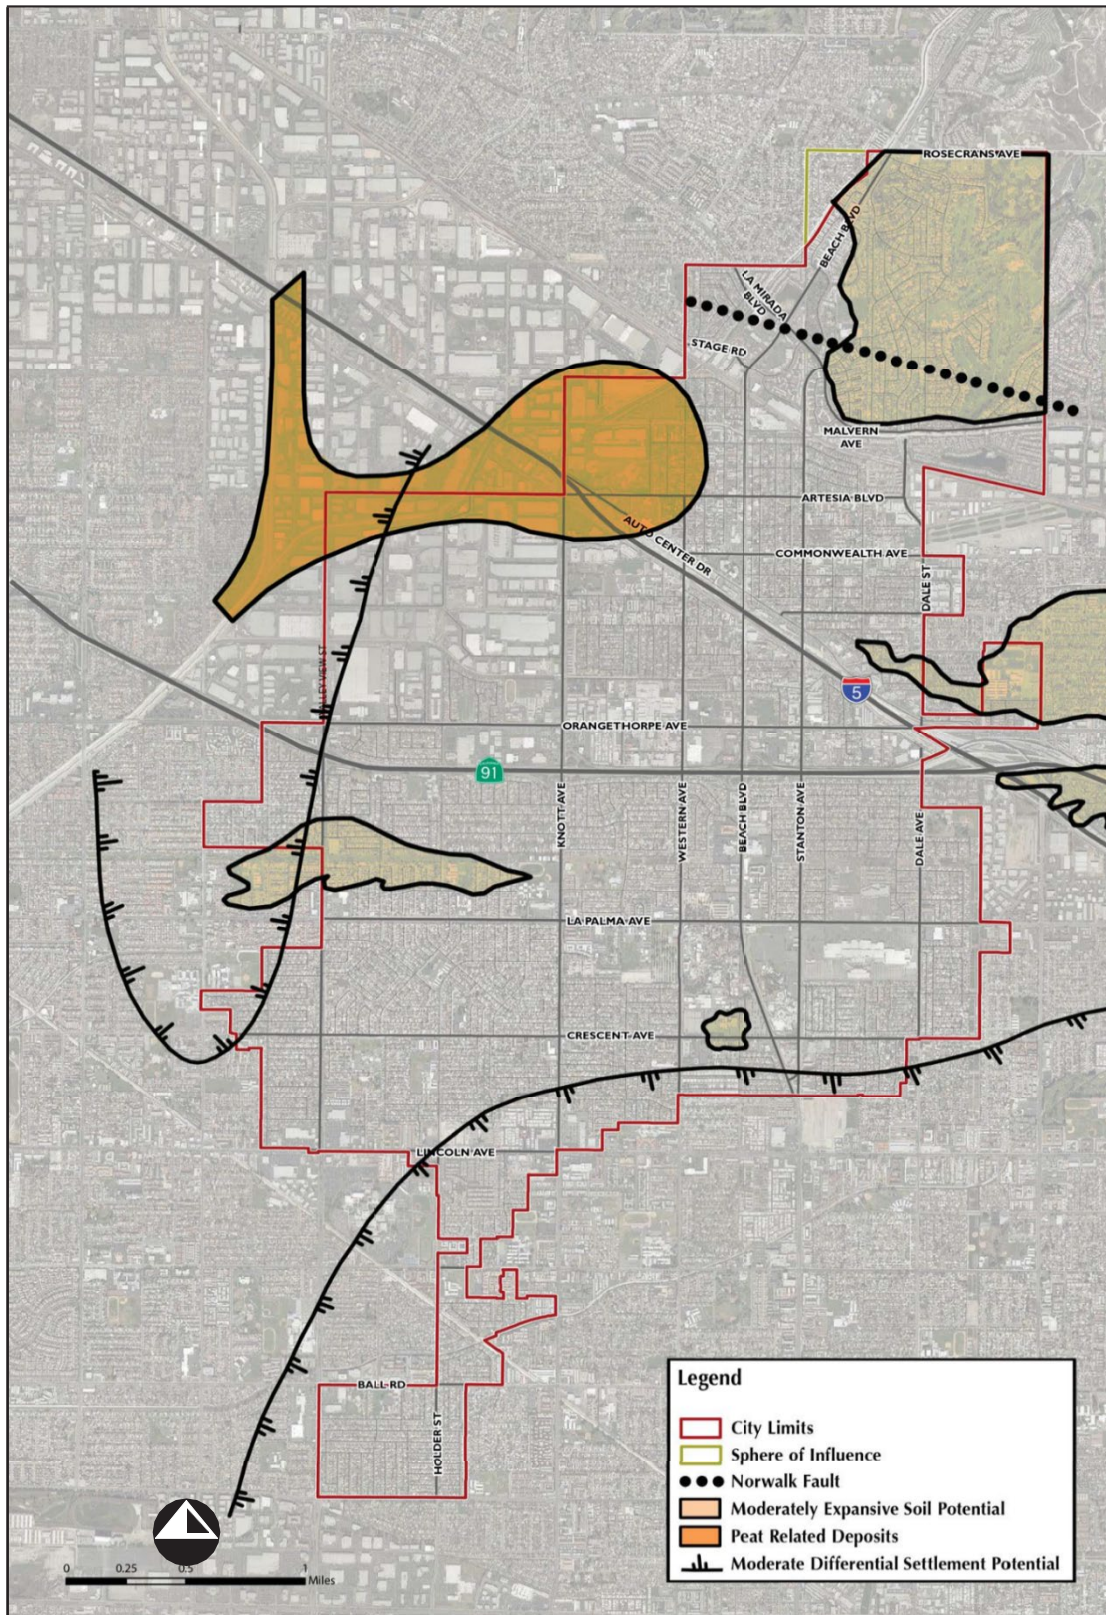 ROSECRANS AVE
BEACH BLVD
LA MIRADA
BLVD
STAGE RD
MALVERN
AVE
ARTESIA BLVD
AUTO CENTER DR
COMMONWEALTH AVE
DALE ST
LEY VIEW ST
5
ORANGETHORPE AVE
91
KNOTT AVE
WESTERN AVE
BEACH BLVD
STANTON AVE
DALE AVE
LA PALMA AVE
CRESCENT AVE
LINCOLN AVE
BALL RD
HOLDER ST
Legend
City Limits
Sphere of Influence
Norwalk Fault
Moderately Expansive Soil Potential
Peat Related Deposits
Moderate Differential Settlement Potential
0 0.25 0.5 1
Miles